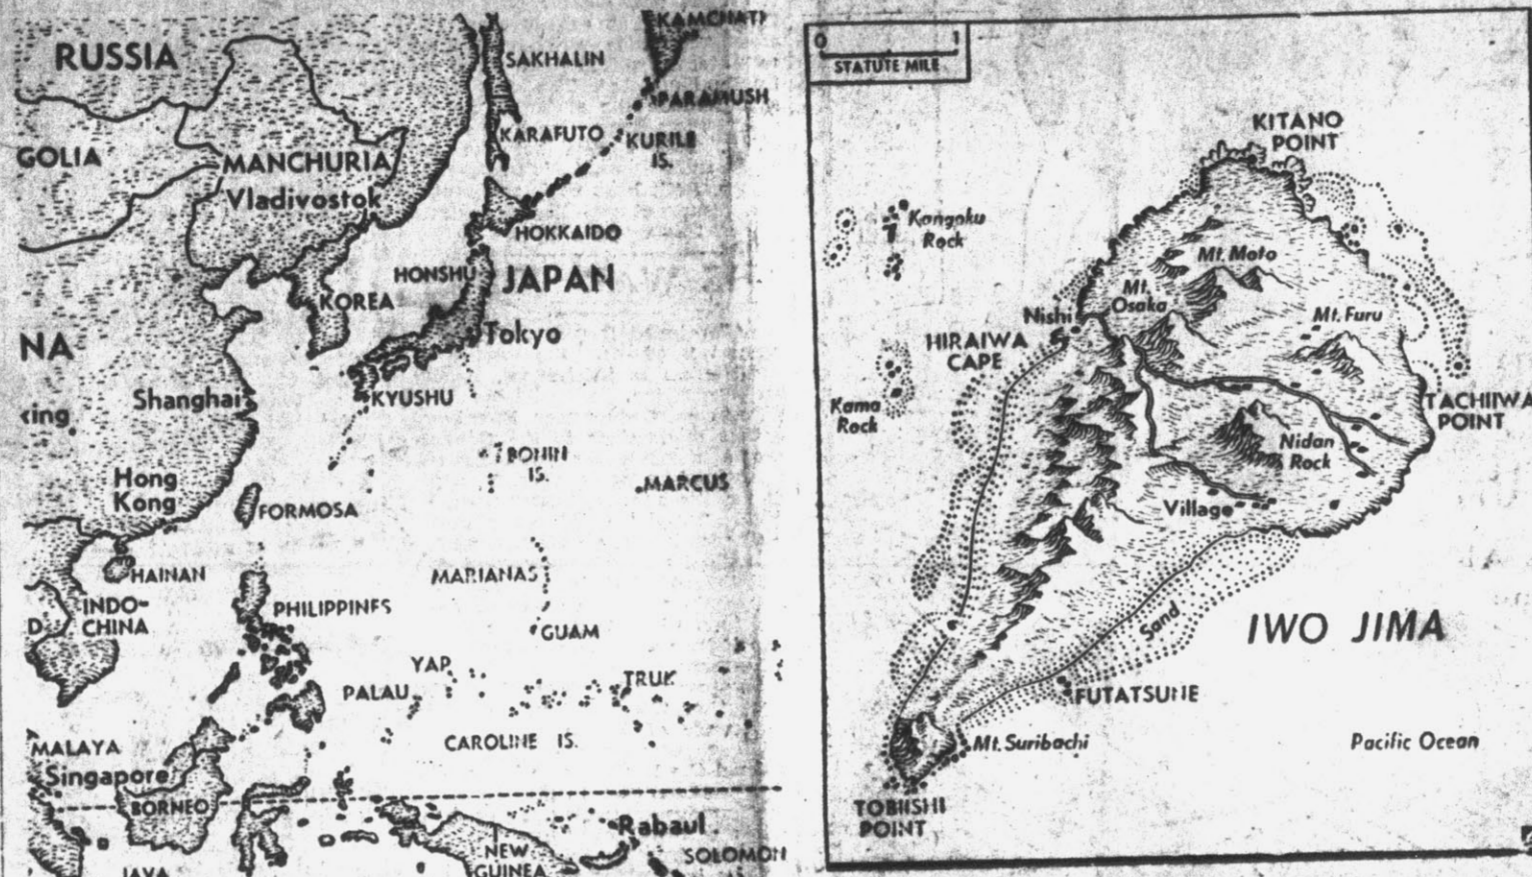 RUSSIA
SAKHALIN
KAMCHAT
PARAMUSH
KARAFUTO
KURILE
IS.
GOLIA
MANCHURIA
Vladivostok
HOKKAIDO
HONSHU
JAPAN
KOREA
NA
Tokyo
KYUSHU
Shanghai
king
BONIN
IS.
MARCUS
Hong
Kong
FORMOSA
HAINAN
MARIANAS
INDO-
CHINA
D
PHILIPPINES
GUAM
YAP
PALAU
TRUK
CAROLINE IS.
MALAYA
Singapore
BORNEO
Rabaul
NEW
GUINEA
SOLOMON
JAVA
0 1
STATUTE MILE
KITANO
POINT
Kangoku
Rock
Mt. Moto
Mt.
Osaka
Nishi
Mt. Furu
HIRAIWA
CAPE
Kama
Rock
TACHIIWA
POINT
Nidan
Rock
Village
Sand
IWO JIMA
FUTATSUNE
Mt. Suribachi
Pacific Ocean
TOBIISHI
POINT